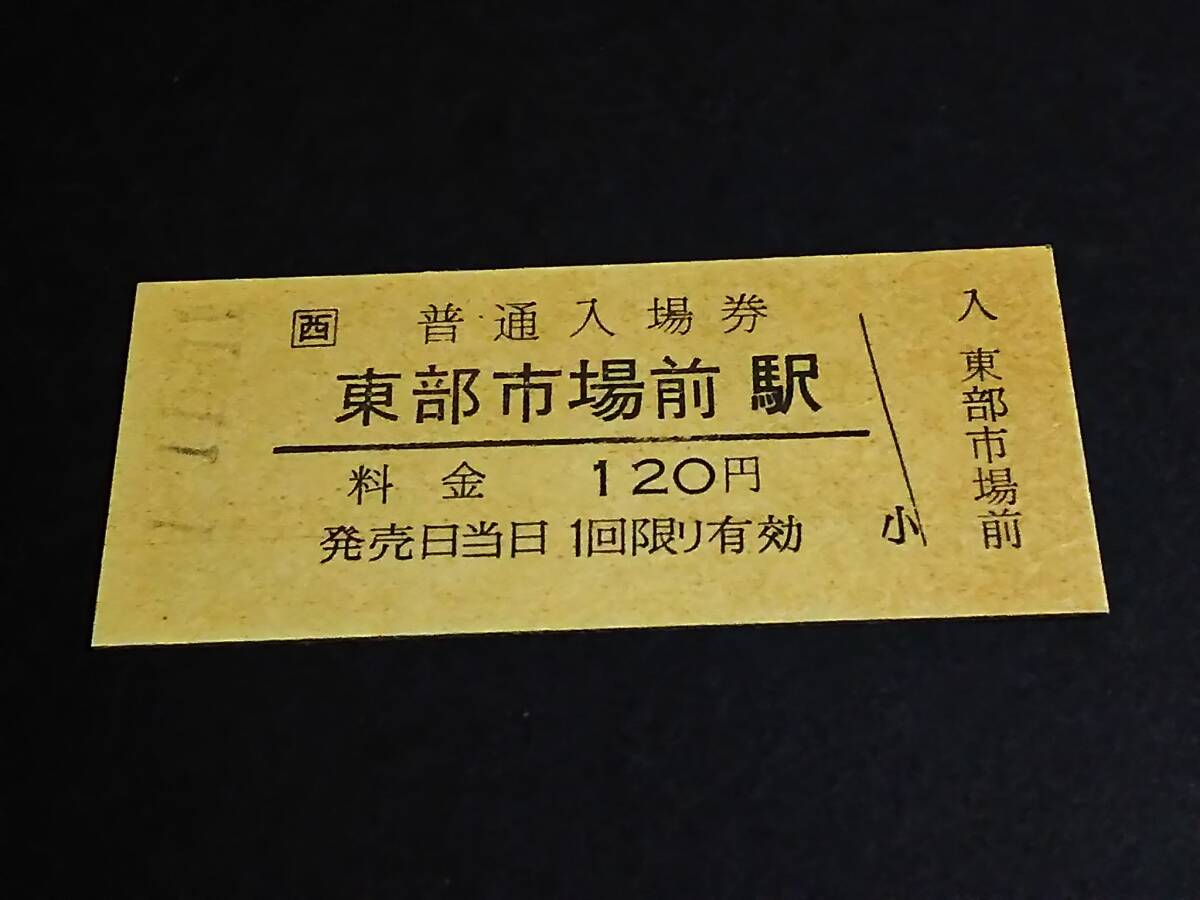 西 普通入場券
東部市場前駅
料金 120円
発売日当日1回限り有効
小
入
東部市場前